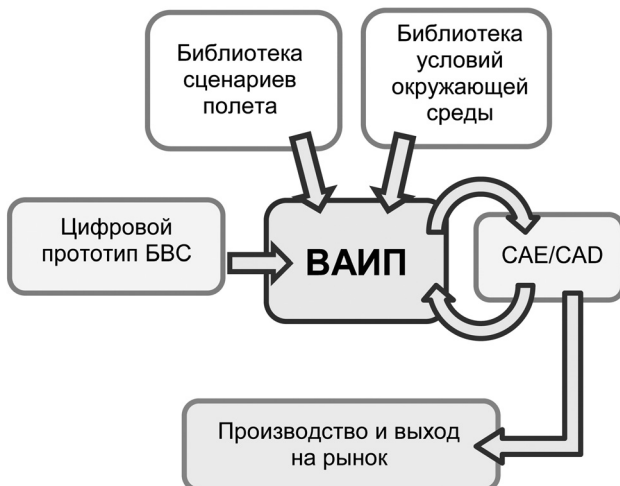 Библиотека
сценариев
полета
Библиотека
условий
окружающей
среды
Цифровой
прототип БВС
ВАИП
CAE/CAD
Производство и выход
на рынок